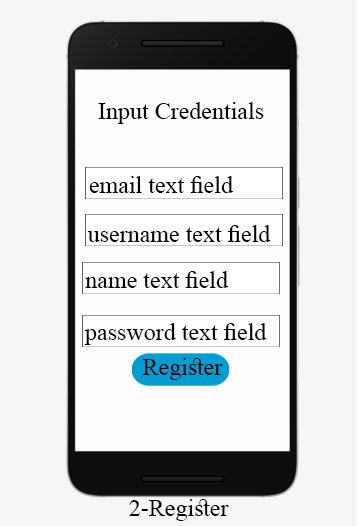 Input Credentials
email text field
username text field
name text field
password text field
Register
2-Register